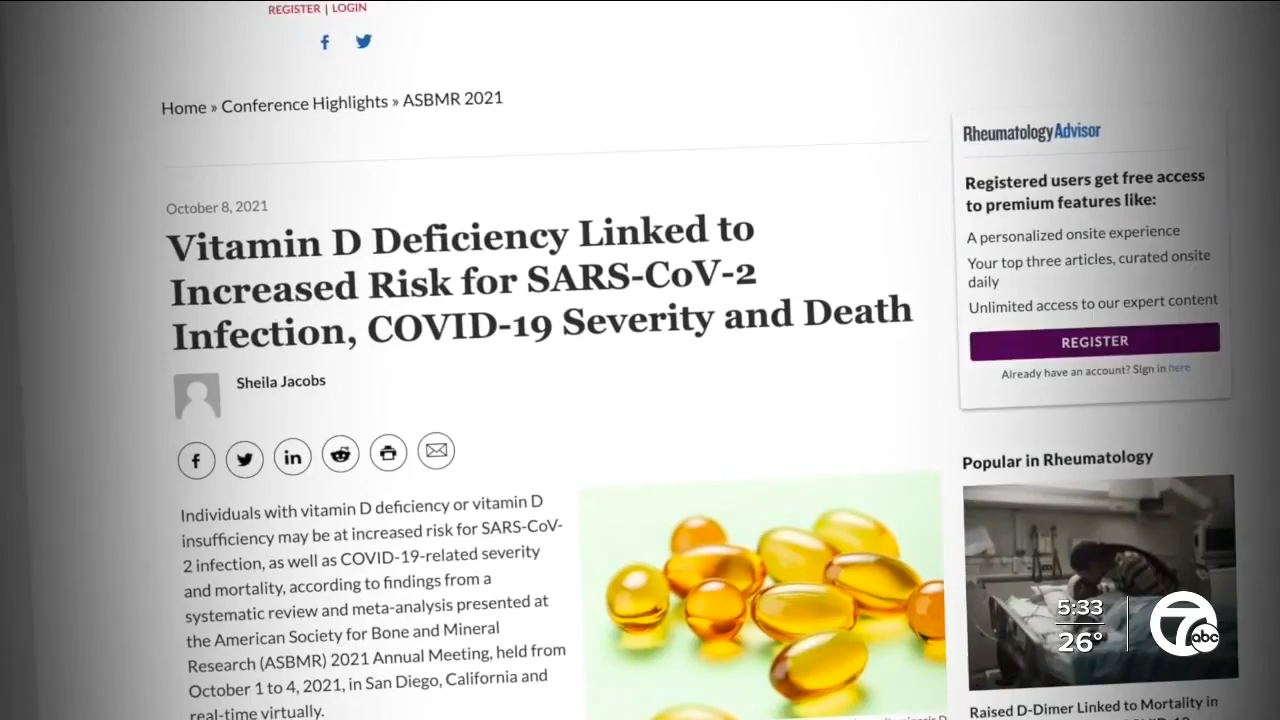 REGISTER | LOGIN
Home » Conference Highlights » ASBMR 2021
October 8, 2021
Vitamin D Deficiency Linked to
Increased Risk for SARS-CoV-2
Infection, COVID-19 Severity and Death
Sheila Jacobs
Individuals with vitamin D deficiency or vitamin D
insufficiency may be at increased risk for SARS-CoV-
2 infection, as well as COVID-19-related severity
and mortality, according to findings from a
systematic review and meta-analysis presented at
the American Society for Bone and Mineral
Research (ASBMR) 2021 Annual Meeting, held from
October 1 to 4, 2021, in San Diego, California and
real-time virtually.
RheumatologyAdvisor
Registered users get free access
to premium features like:
A personalized onsite experience
Your top three articles, curated onsite
daily
Unlimited access to our expert content
REGISTER
Already have an account? Sign in here
Popular in Rheumatology
5:33
26°
7 abc
Raised D-Dimer Linked to Mortality in